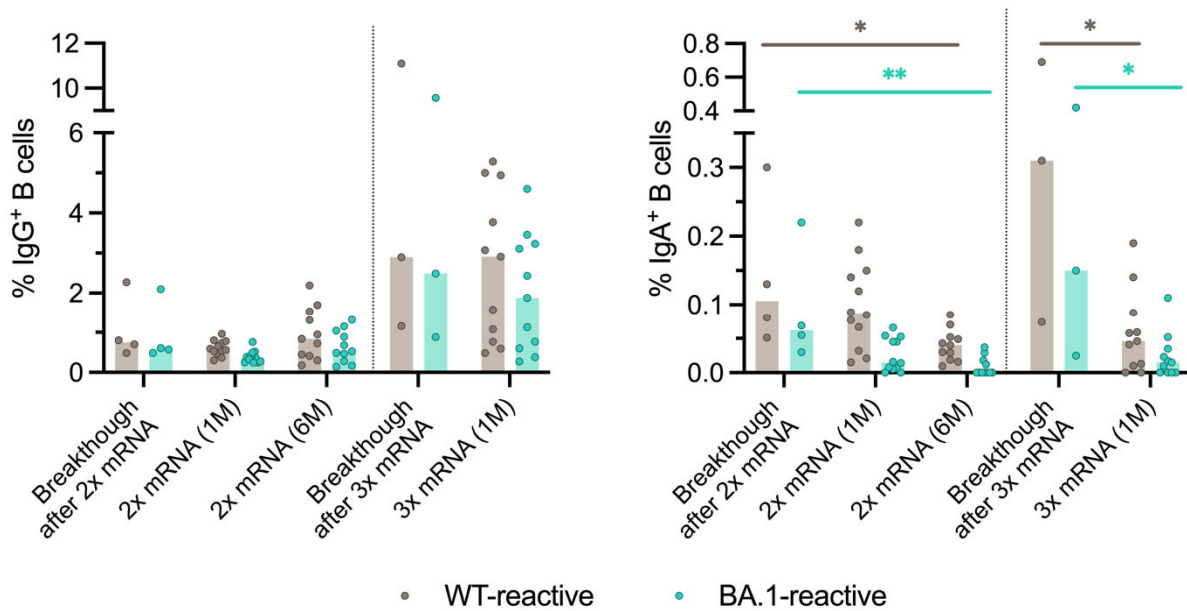 % IgG+ B cells
12
10
8
6
4
2
0
Breakthough
after 2x mRNA
2x mRNA (1M)
2x mRNA (6M)
Breakthough
after 3x mRNA
3x mRNA (1M)
% IgA+ B cells
0.8
0.6
0.4
0.3
0.2
0.1
0.0
*
**
*
*
Breakthough
after 2x mRNA
2x mRNA (1M)
2x mRNA (6M)
Breakthough
after 3x mRNA
3x mRNA (1M)
WT-reactive
BA.1-reactive